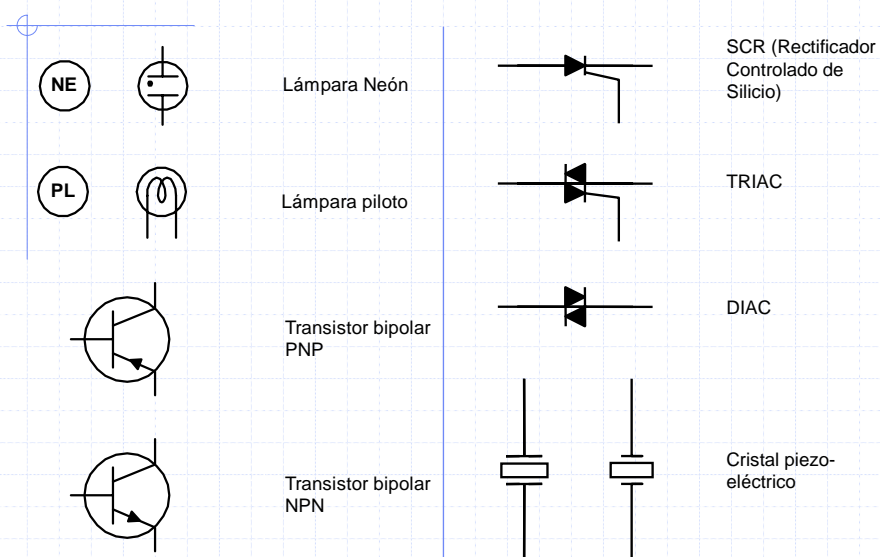 NE
Lámpara Neón
PL
Lámpara piloto
Transistor bipolar
PNP
Transistor bipolar
NPN
SCR (Rectificador
Controlado de
Silicio)
TRIAC
DIAC
Cristal piezo-
eléctrico